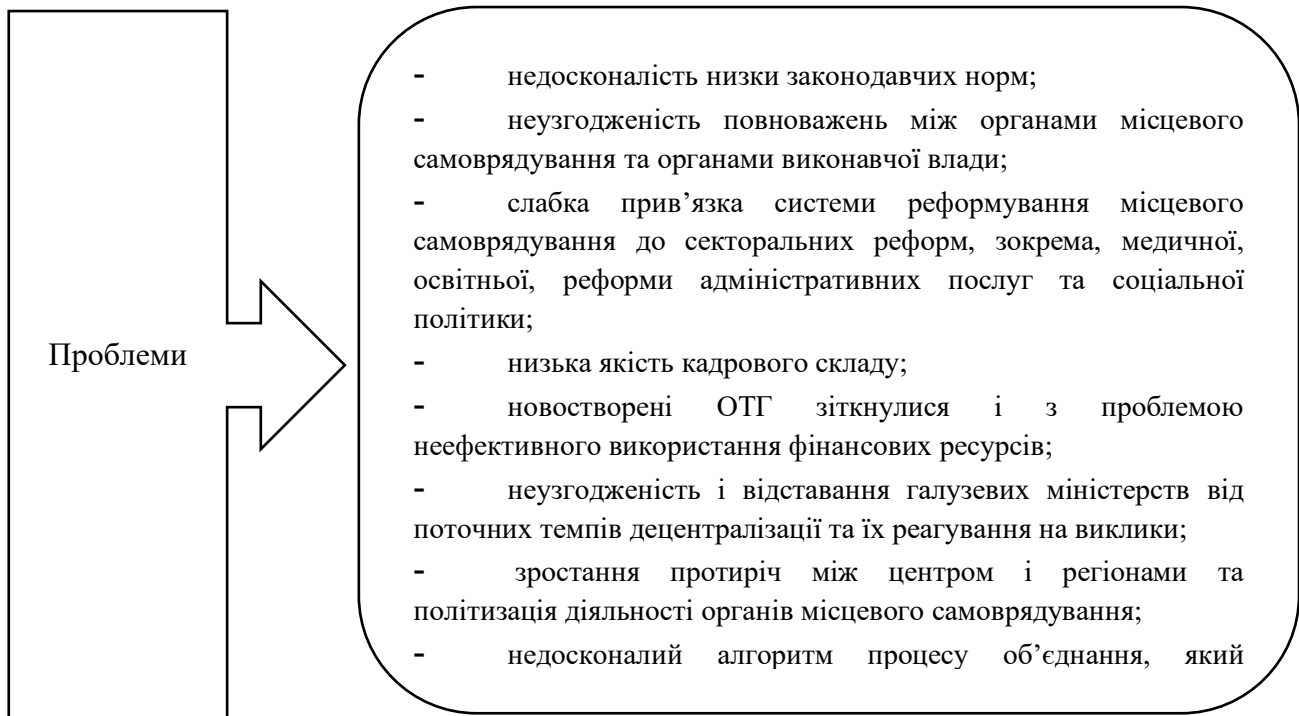 Проблеми
- недосконалість низки законодавчих норм;
- неузгодженість повноважень між органами місцевого
самоврядування та органами виконавчої влади;
- слабка прив’язка системи реформування місцевого
самоврядування до секторальних реформ, зокрема, медичної,
освітньої, реформи адміністративних послуг та соціальної
політики;
- низька якість кадрового складу;
- новостворені ОТГ зіткнулися і з проблемою
неефективного використання фінансових ресурсів;
- неузгодженість і відставання галузевих міністерств від
поточних темпів децентралізації та їх реагування на виклики;
- зростання протиріч між центром і регіонами та
політизація діяльності органів місцевого самоврядування;
- недосконалий алгоритм процесу об’єднання, який